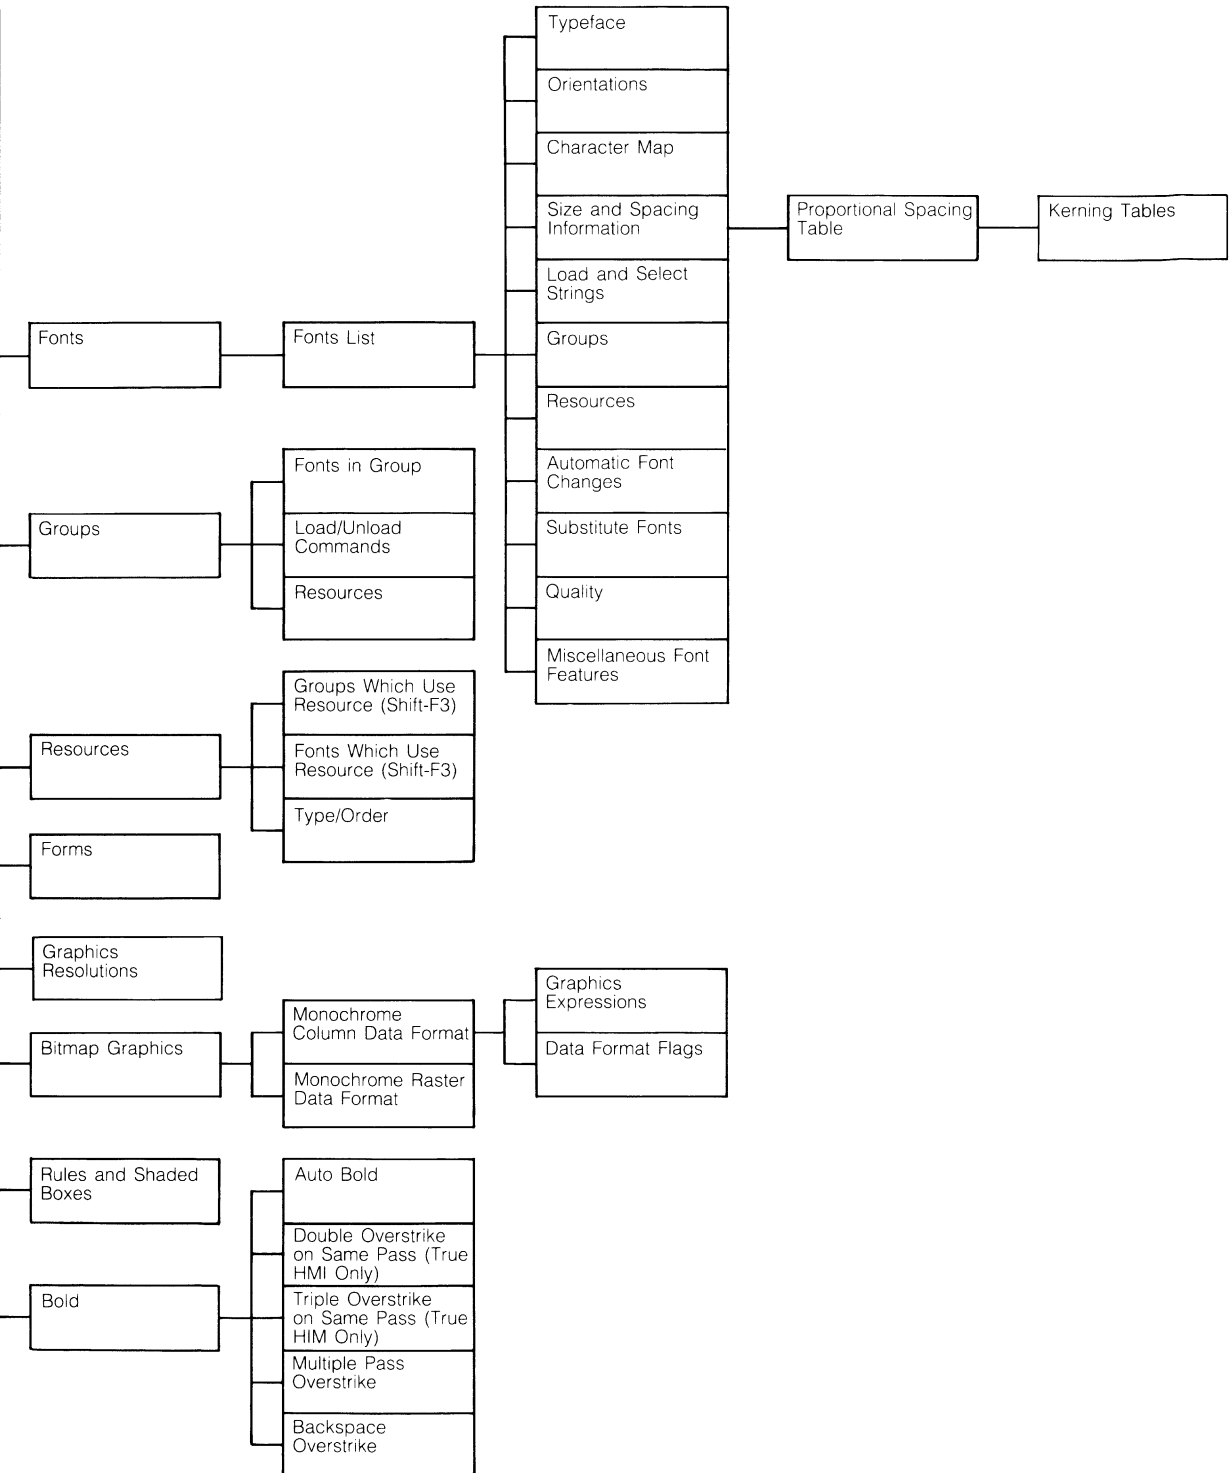 Typeface
Orientations
Character Map
Size and Spacing
Information
Proportional Spacing
Table
Kerning Tables
Load and Select
Strings
Fonts
Fonts List
Groups
Resources
Automatic Font
Changes
Substitute Fonts
Quality
Miscellaneous Font
Features
Groups
Fonts in Group
Load/Unload
Commands
Resources
Resources
Groups Which Use
Resource (Shift-F3)
Fonts Which Use
Resource (Shift-F3)
Type/Order
Forms
Graphics
Resolutions
Bitmap Graphics
Monochrome
Column Data Format
Monochrome Raster
Data Format
Graphics
Expressions
Data Format Flags
Rules and Shaded
Boxes
Bold
Auto Bold
Double Overstrike
on Same Pass (True
HMI Only)
Triple Overstrike
on Same Pass (True
HIM Only)
Multiple Pass
Overstrike
Backspace
Overstrike